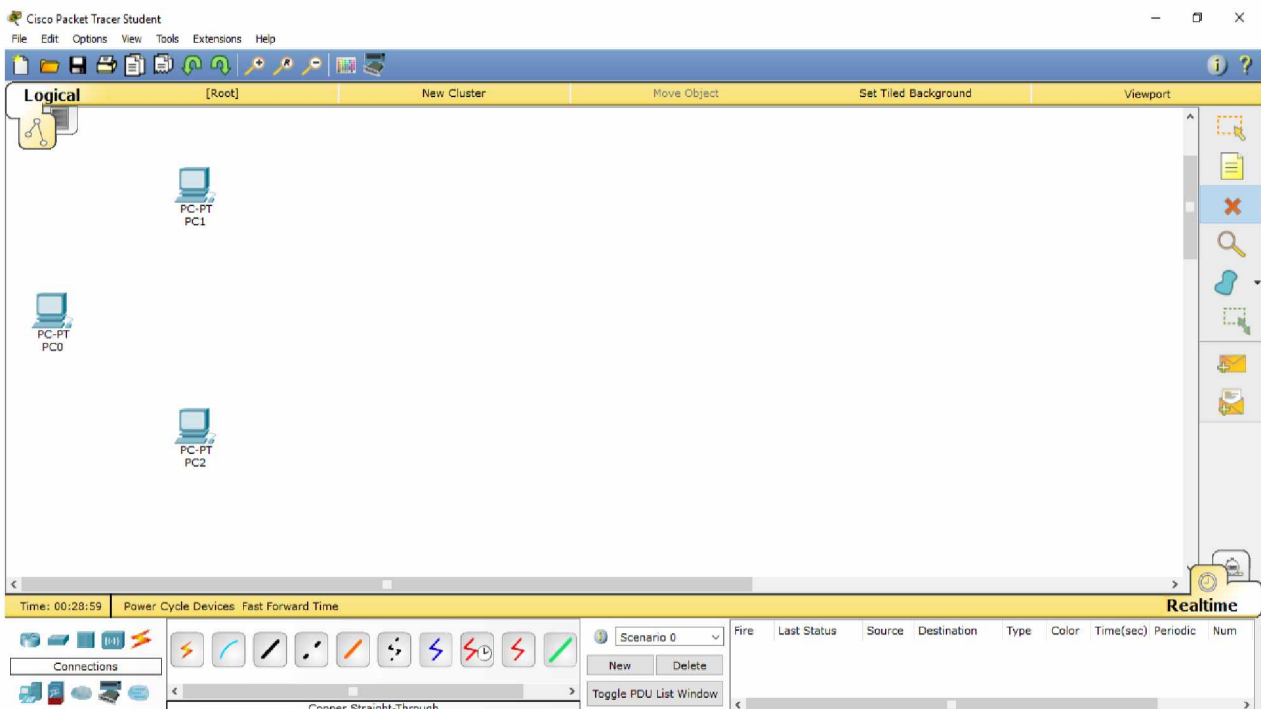 Cisco Packet Tracer Student
File Edit Options View Tools Extensions Help
Logical [Root] New Cluster Move Object Set Tiled Background Viewport
PC-PT
PC1
PC-PT
PC0
PC-PT
PC2
Time: 00:28:59 Power Cycle Devices Fast Forward Time Realtime
Connections
Copper Straight-Through
Scenario 0
New Delete
Toggle PDU List Window
Fire Last Status Source Destination Type Color Time(sec) Periodic Num